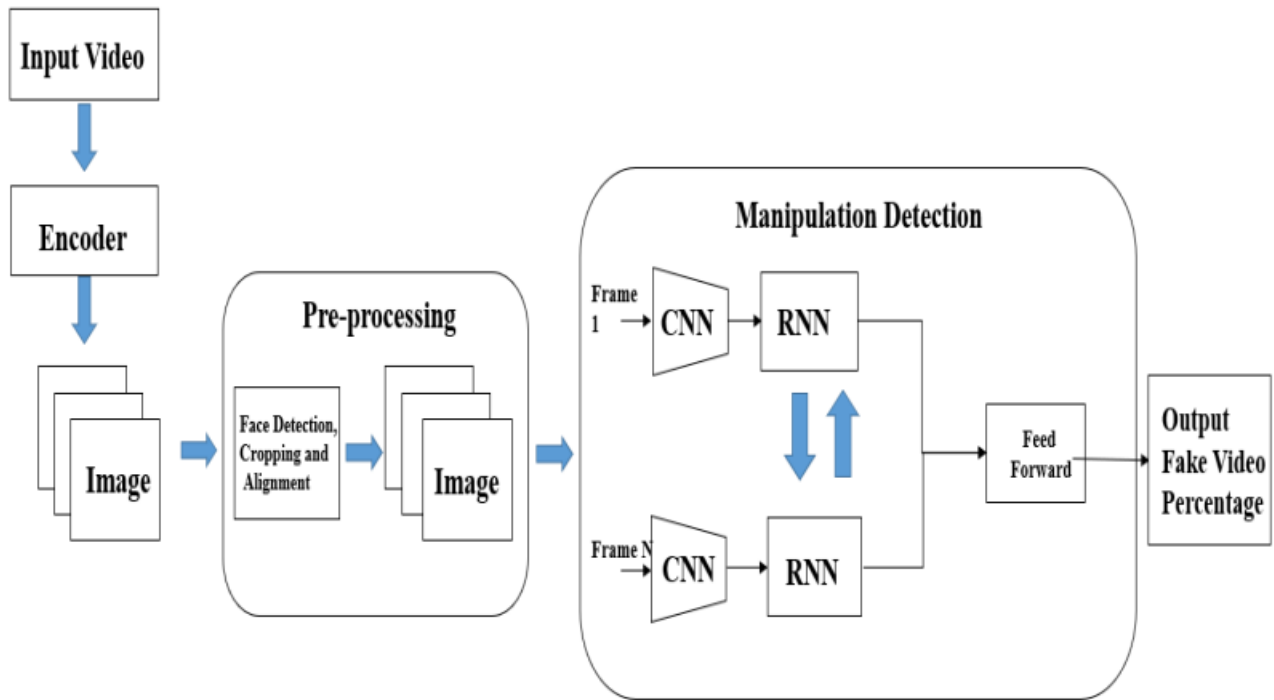 Input Video
Encoder
Image
Pre-processing
Face Detection,
Cropping and
Alignment
Image
Manipulation Detection
Frame
1
CNN
RNN
Frame N
CNN
RNN
Feed
Forward
Output
Fake Video
Percentage